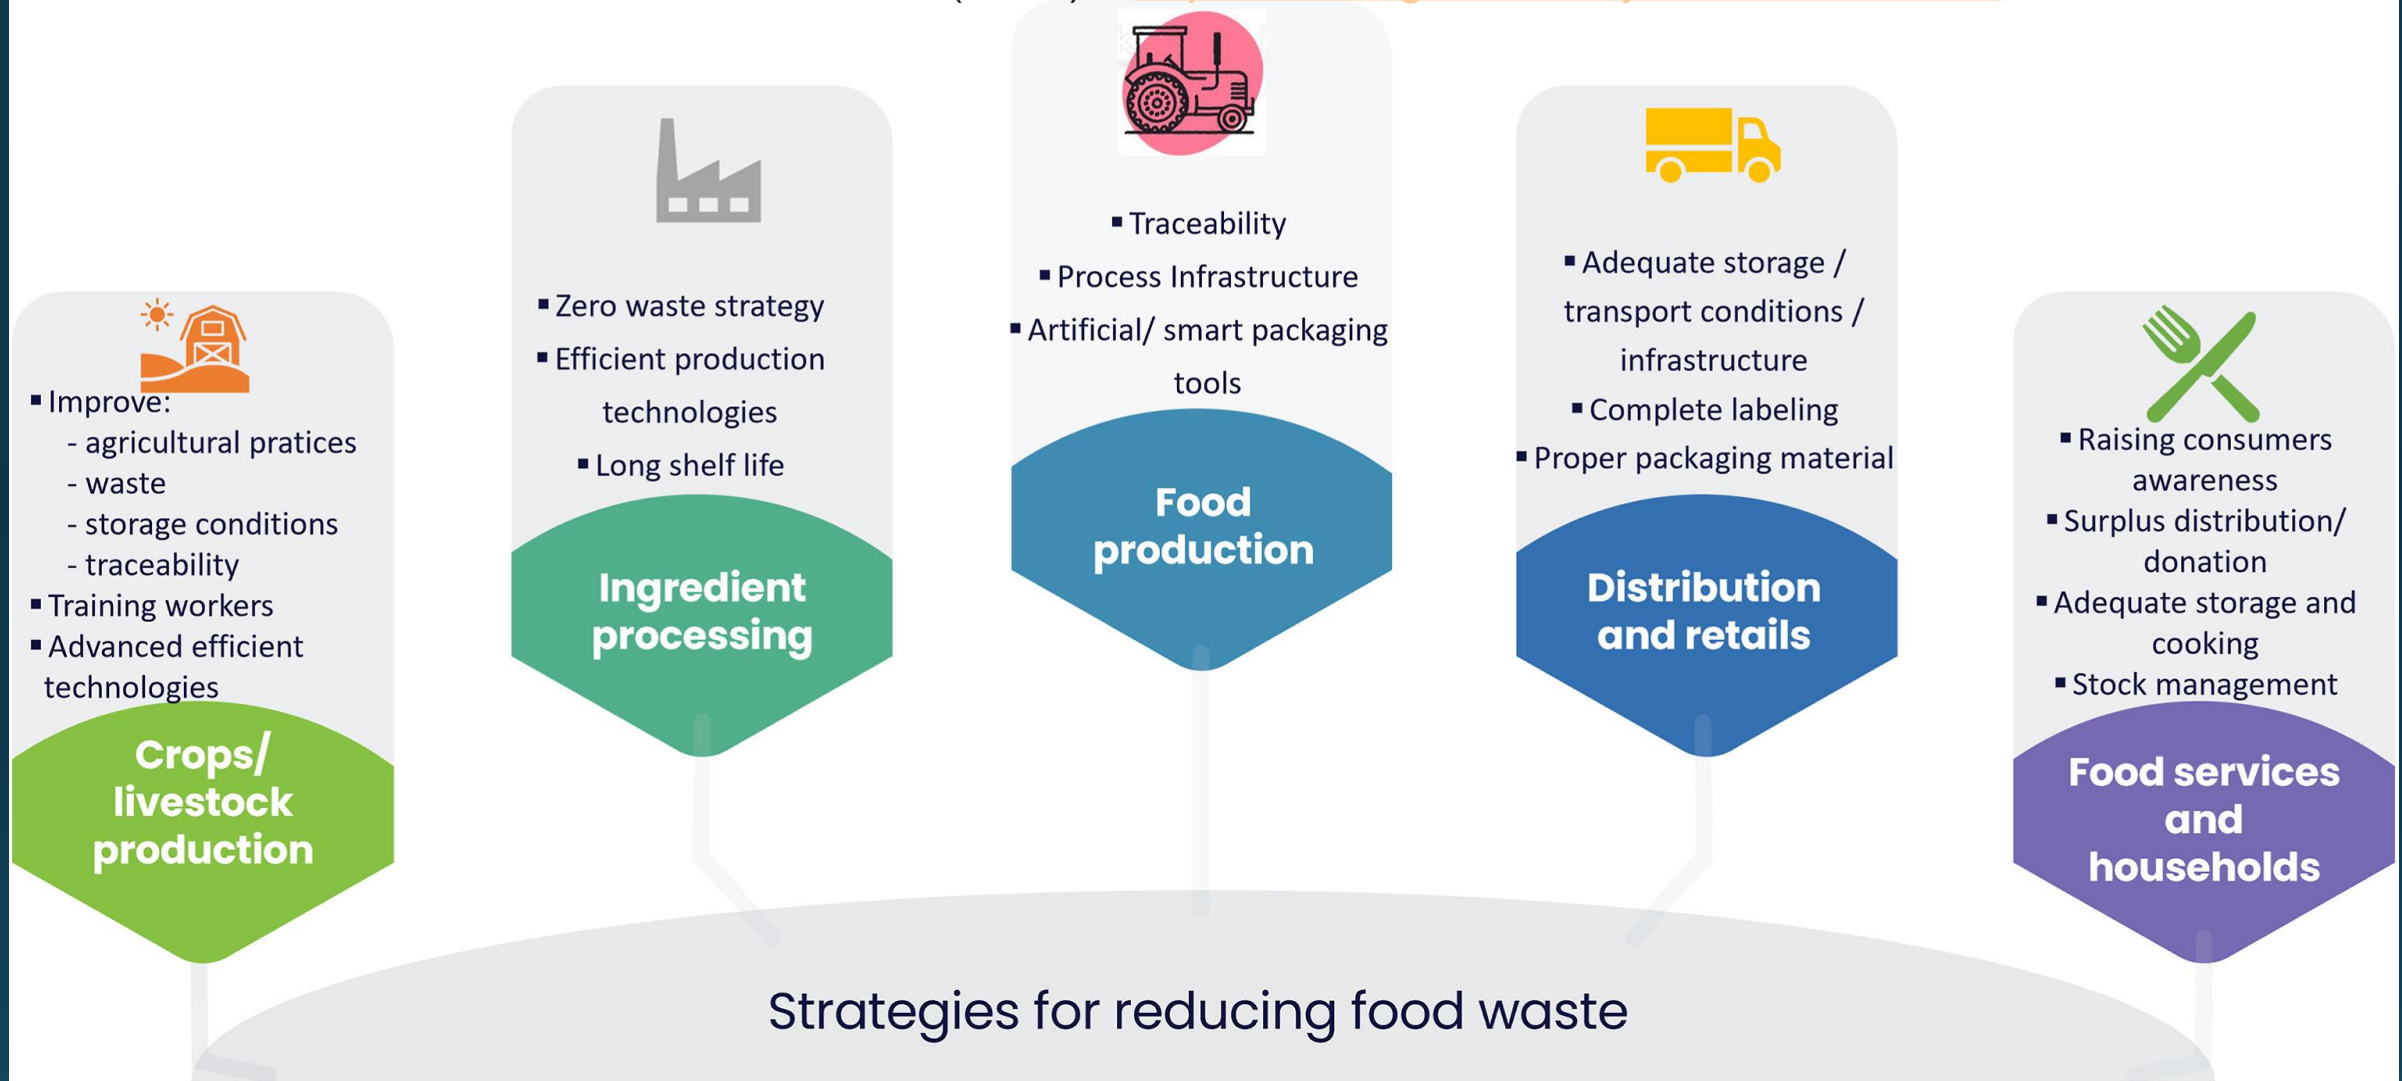 ▪ Improve:
- agricultural pratices
- waste
- storage conditions
- traceability
▪ Training workers
▪ Advanced efficient
technologies
Crops/
livestock
production
▪ Zero waste strategy
▪ Efficient production
technologies
▪ Long shelf life
Ingredient
processing
▪ Traceability
▪ Process Infrastructure
▪ Artificial/ smart packaging
tools
Food
production
▪ Adequate storage /
transport conditions /
infrastructure
▪ Complete labeling
▪ Proper packaging material
Distribution
and retails
▪ Raising consumers
awareness
▪ Surplus distribution/
donation
▪ Adequate storage and
cooking
▪ Stock management
Food services
and
households
Strategies for reducing food waste